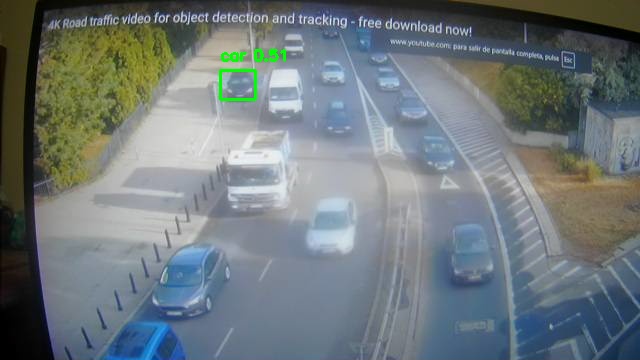 4K Road traffic video for object detection and tracking - free download now!
www.youtube.com: para salir de pantalla completa, pulsa Esc
car 0.51